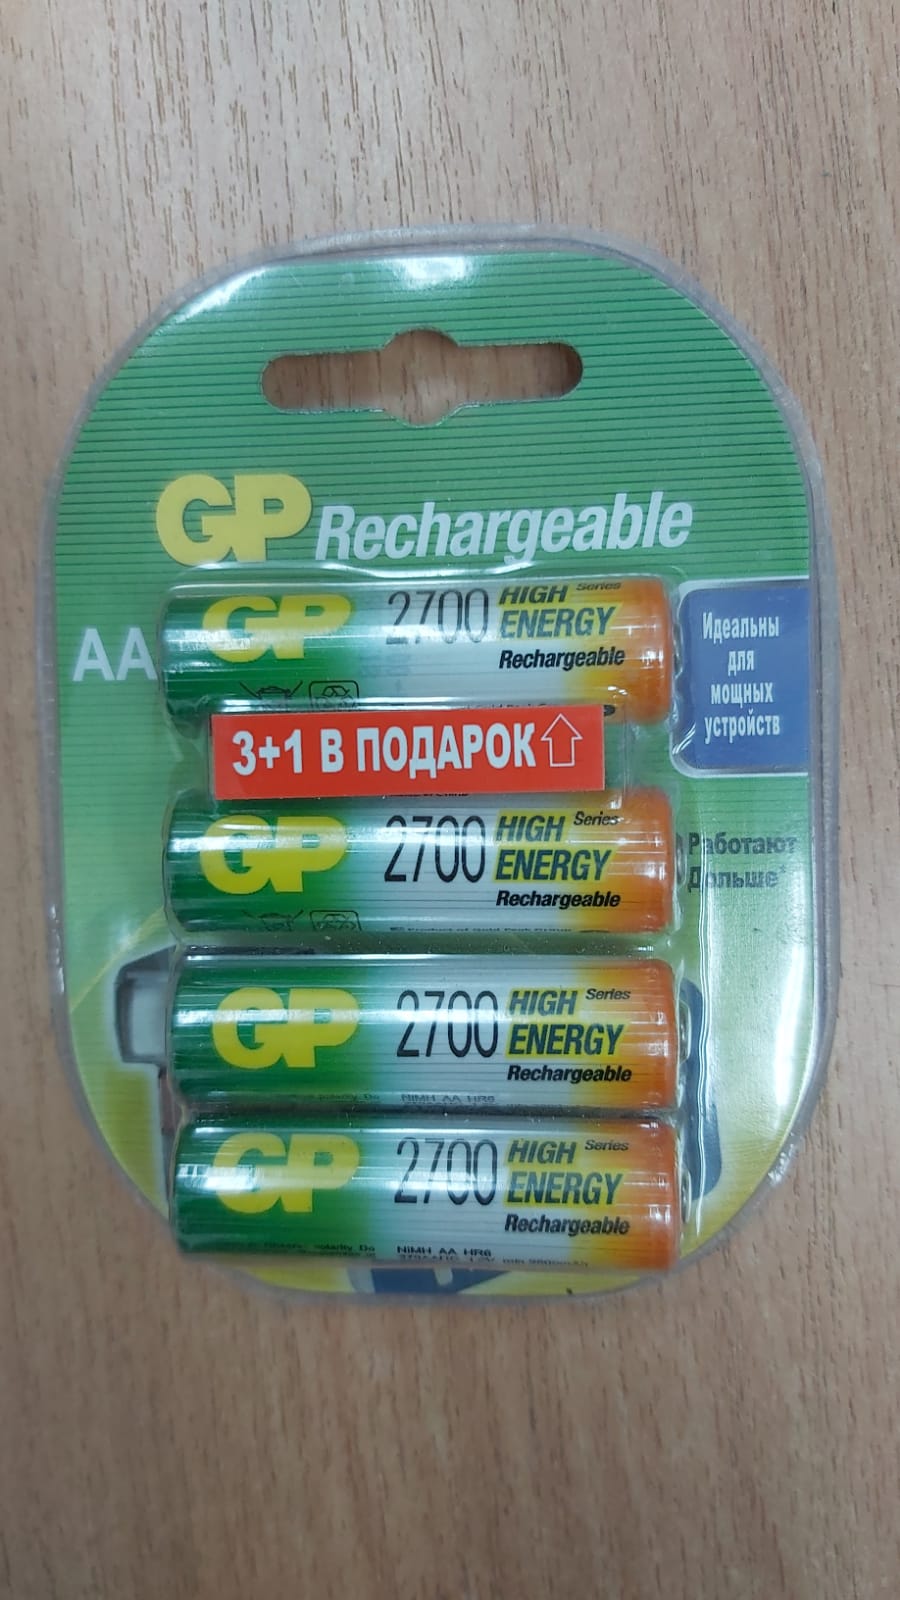 GP Rechargeable
AA
GP 2700 HIGH Series
ENERGY
Rechargeable
Идеальны
для
мощных
устройств
3+1 В ПОДАРОК
GP 2700 HIGH Series
ENERGY
Rechargeable
Работают
Дольше*
GP 2700 HIGH Series
ENERGY
Rechargeable
NiMH AA HR6
GP 2700 HIGH Series
ENERGY
Rechargeable
polarity Do
NiMH AA HR6